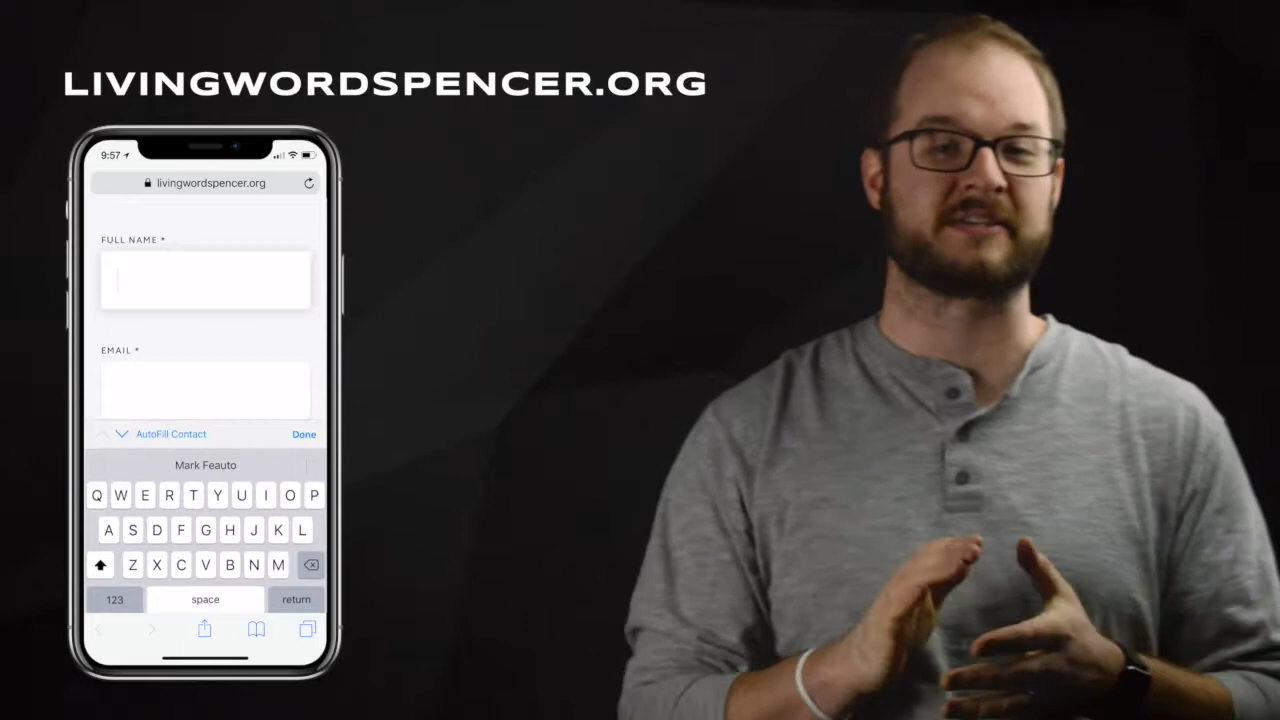 LIVINGWORDSPENCER.ORG
9:57
livingwordspencer.org
FULL NAME *
EMAIL *
AutoFill Contact Done
Mark Feauto
Q W E R T Y U I O P
A S D F G H J K L
Z X C V B N M
123 space return